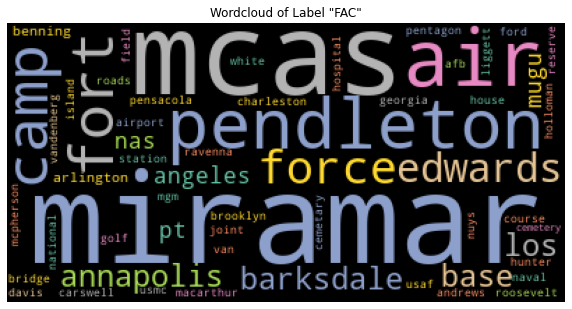 Wordcloud of Label "FAC"
benning
fort
mcas
air
pentagon
ford
reserve
field
white
hospital
afb
liggett
camp
vandenberg
island
roads
pensacola
charleston
georgia
house
mugu
holloman
airport
nas
pendleton
station
ravenna
arlington
angeles
force
edwards
mcpherson
national
mgm
brooklyn
pt
joint
golf
van
miramar
cemetary
nuys
course
cemetery
los
hunter
bridge
annapolis
barksdale
base
naval
davis
carswell
usmc
macarthur
usaf
andrews
roosevelt